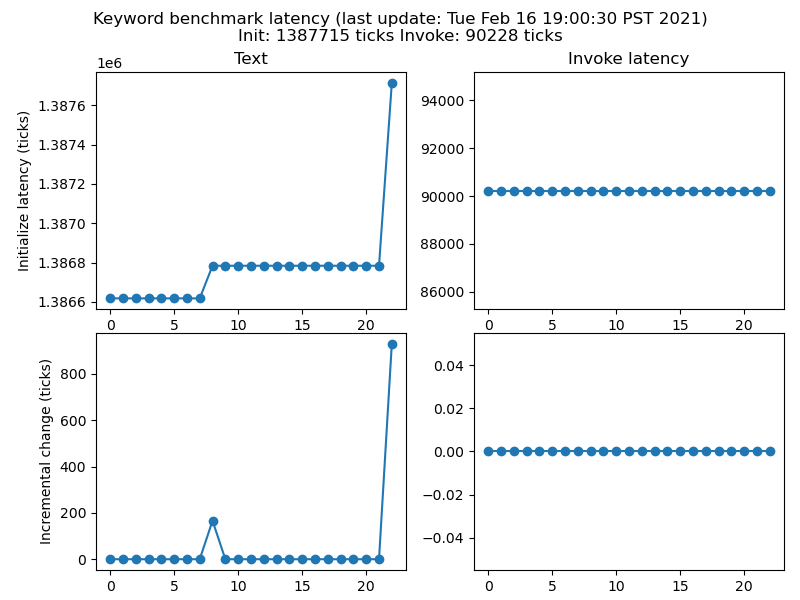 Keyword benchmark latency (last update: Tue Feb 16 19:00:30 PST 2021)
Init: 1387715 ticks Invoke: 90228 ticks
Text
1e6
1.3876
1.3874
1.3872
1.3870
1.3868
1.3866
Initialize latency (ticks)
0 5 10 15 20
Invoke latency
94000
92000
90000
88000
86000
0 5 10 15 20
800
600
400
200
0
Incremental change (ticks)
0 5 10 15 20
0.04
0.02
0.00
−0.02
−0.04
0 5 10 15 20